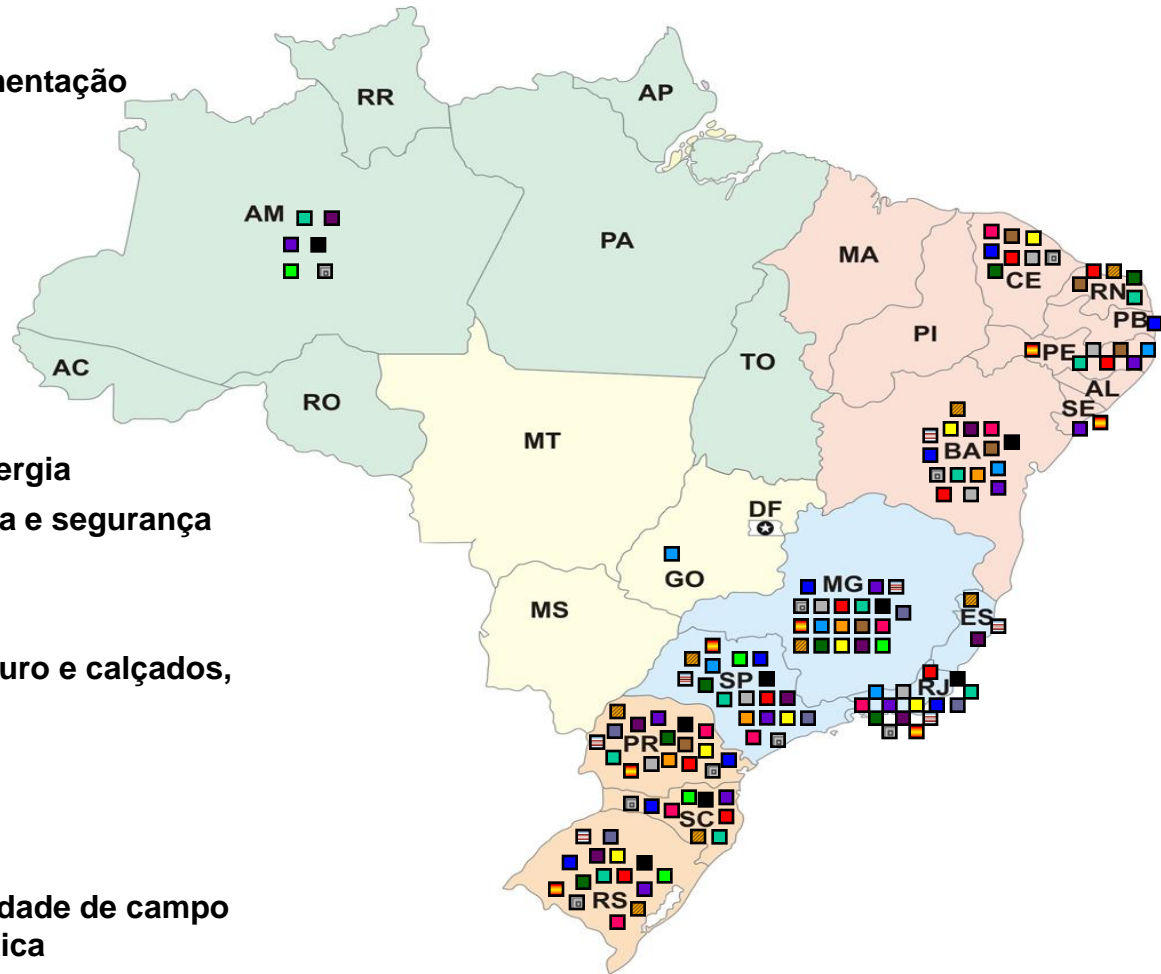 mentação
RR
AP
AM
PA
MA
CE
RN
PB
PI
PE
AC
TO
AL
RO
SE
MT
BA
ergia
a e segurança
DF
GO
MG
MS
ES
uro e calçados,
SP
RJ
PR
SC
RS
dade de campo
ica